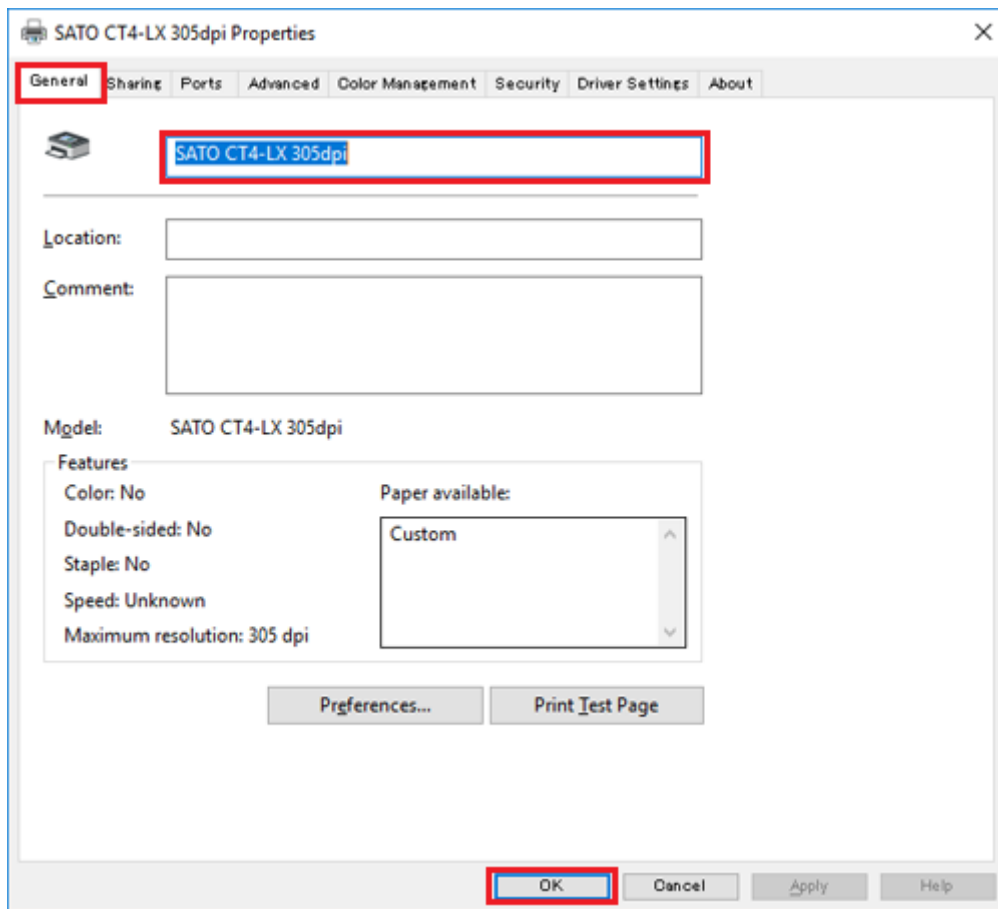 SATO CT4-LX 305dpi Properties
General Sharing Ports Advanced Color Management Security Driver Settings About
SATO CT4-LX 305dpi
Location:
Comment:
Model: SATO CT4-LX 305dpi
Features
Color: No Paper available:
Double-sided: No Custom
Staple: No
Speed: Unknown
Maximum resolution: 305 dpi
Preferences... Print Test Page
OK Cancel Apply Help